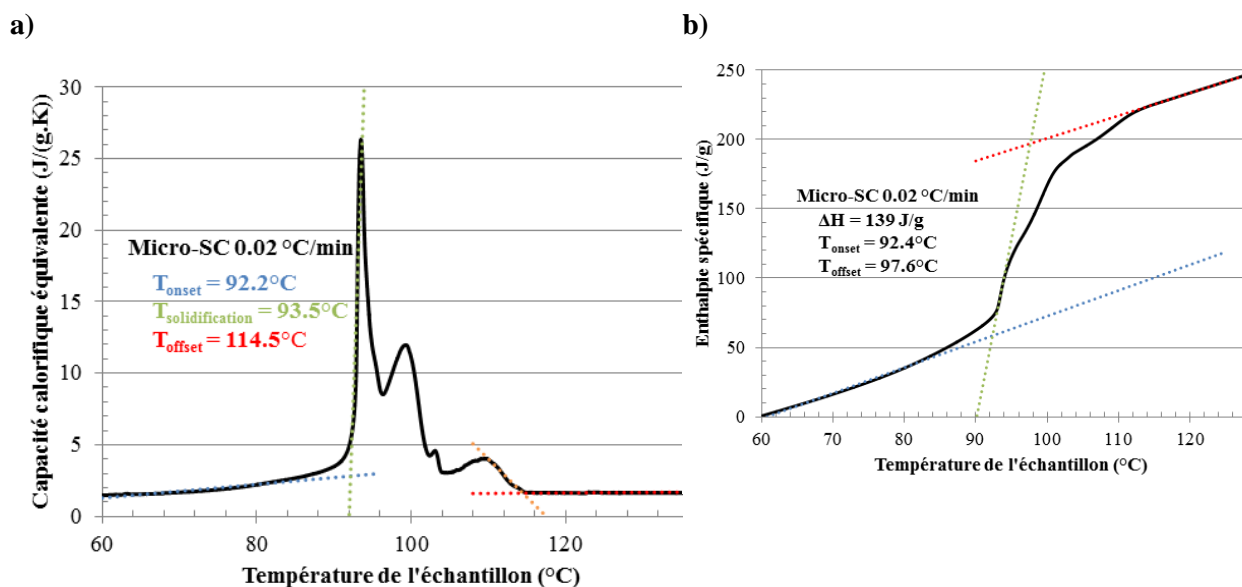 a)
Capacité calorifique équivalente (J/(g.K))
30
25
20
15
10
5
0
Micro-SC 0.02 °C/min
Tonset = 92.2°C
Tsolidification = 93.5°C
Toffset = 114.5°C
60 80 100 120
Température de l'échantillon (°C)
b)
Enthalpie spécifique (J/g)
250
200
150
100
50
0
Micro-SC 0.02 °C/min
ΔH = 139 J/g
Tonset = 92.4°C
Toffset = 97.6°C
60 70 80 90 100 110 120
Température de l'échantillon (°C)